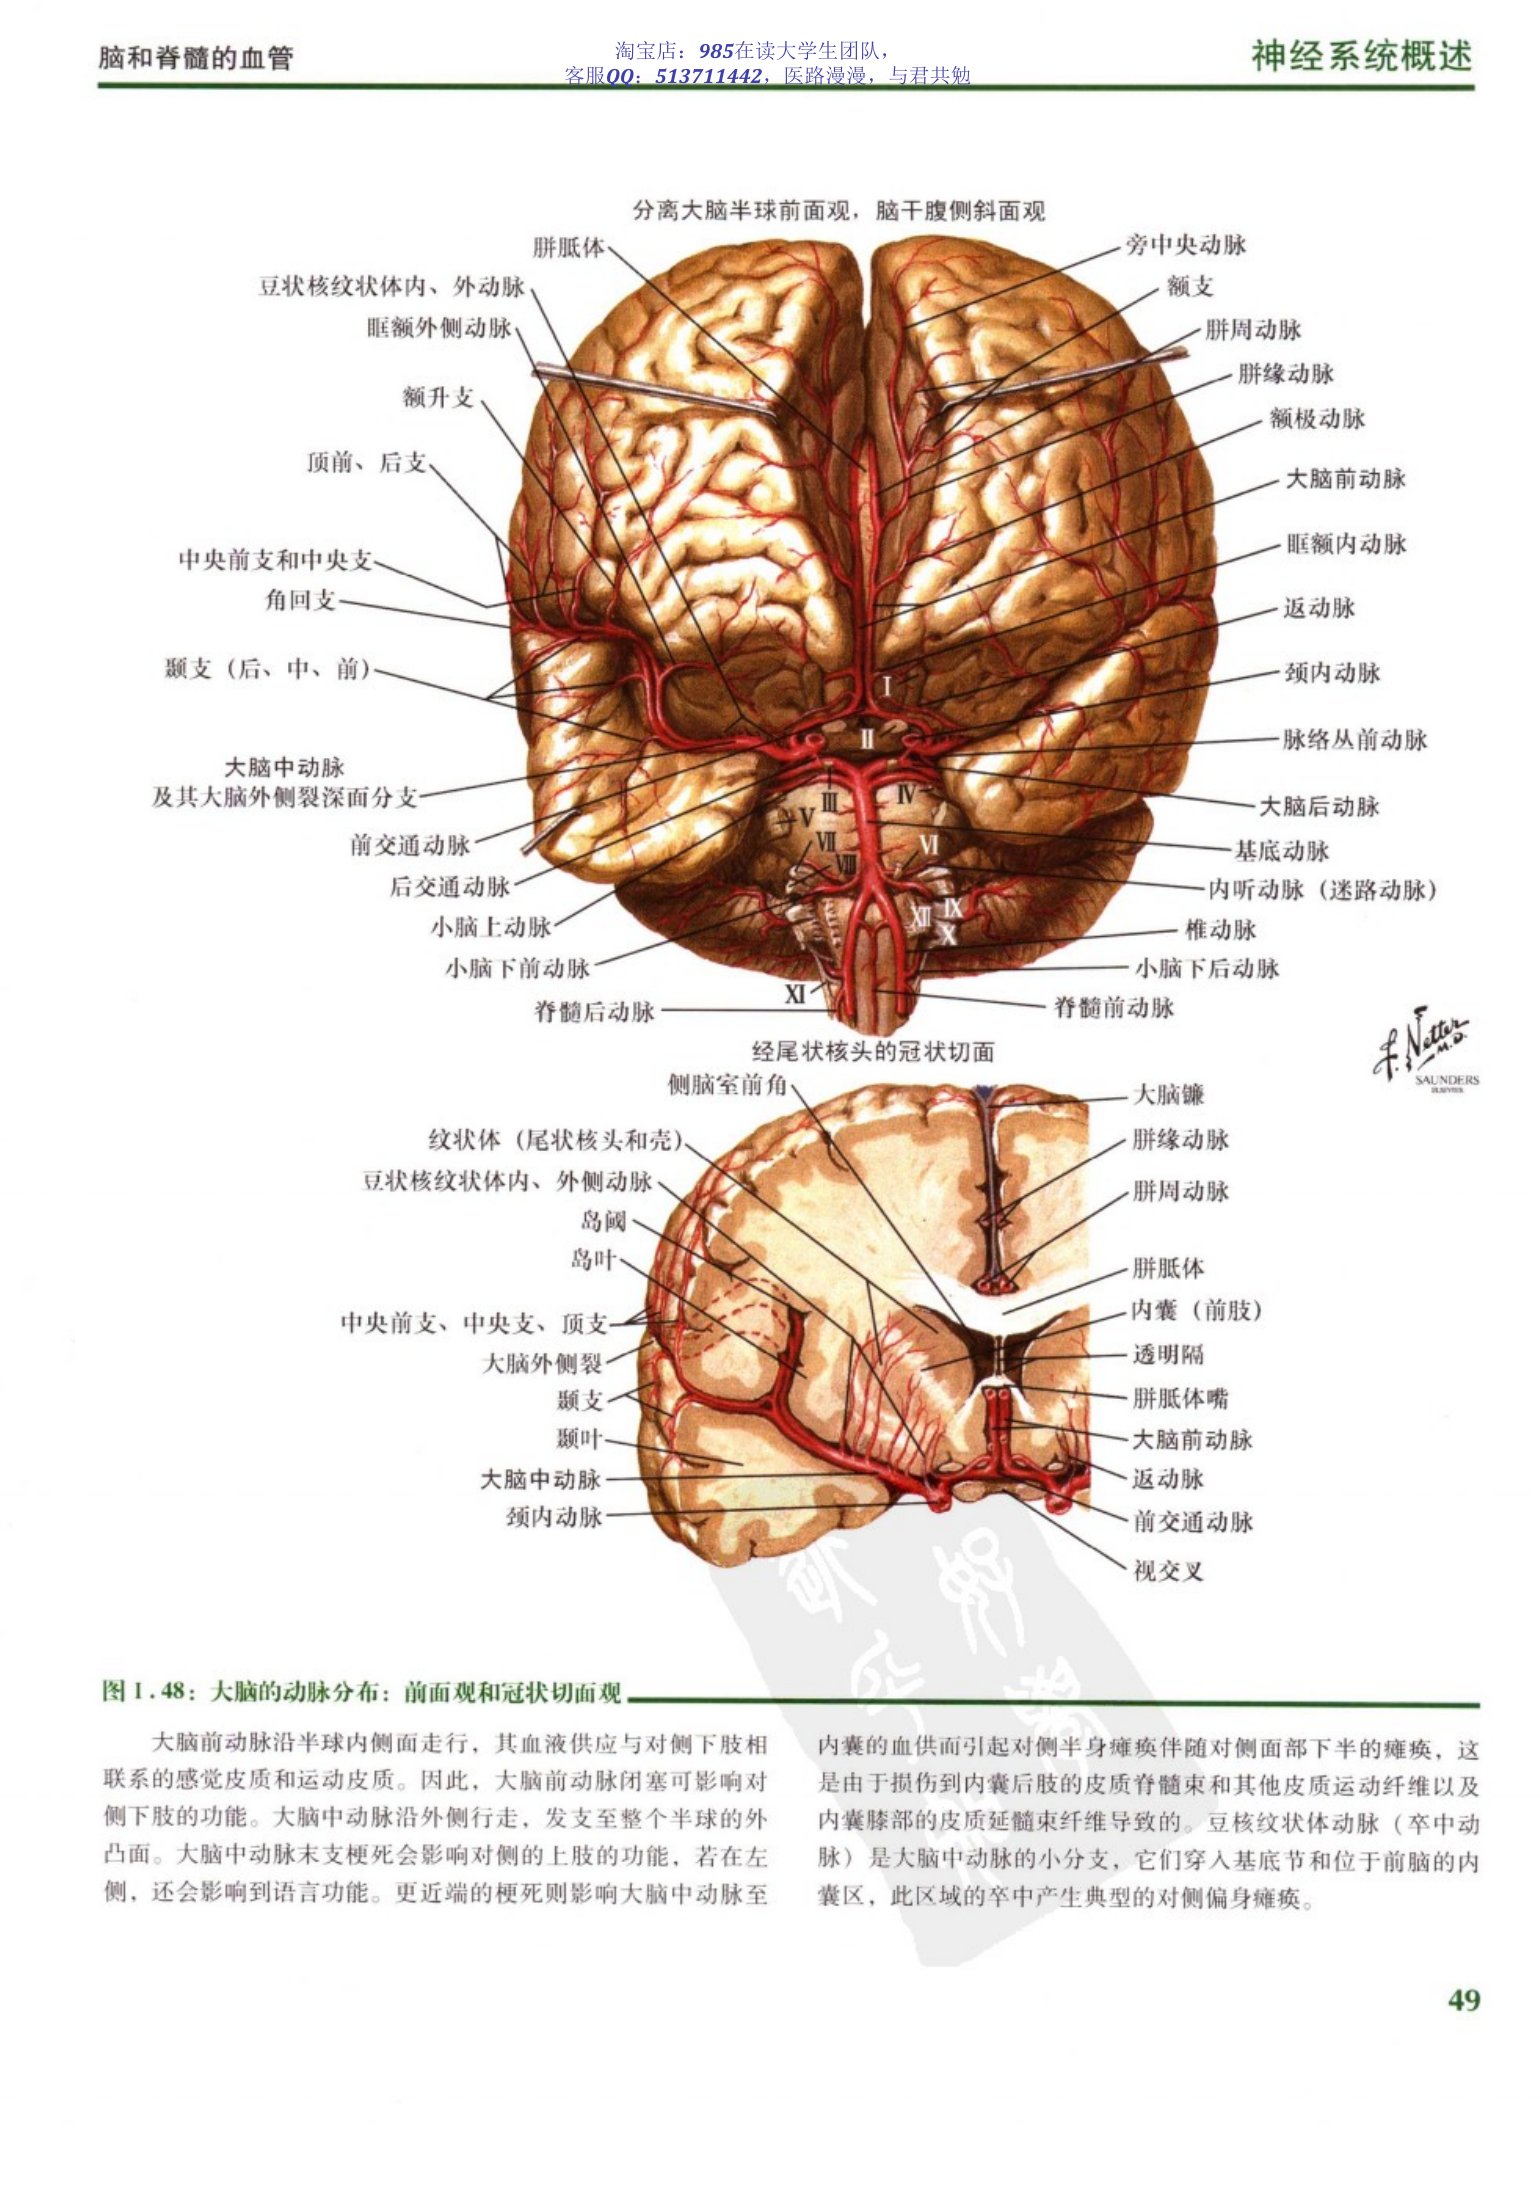 脑和脊髓的血管
淘宝店：985在读大学生团队，
客服QQ：513711442，医路漫漫，与君共勉
神经系统概述
分离大脑半球前面观，脑干腹侧斜面观
胼胝体
豆状核纹状体内、外动脉
眶额外侧动脉
额升支
顶前、后支
中央前支和中央支
角回支
颞支（后、中、前）
大脑中动脉
及其大脑外侧裂深面分支
前交通动脉
后交通动脉
小脑上动脉
小脑下前动脉
脊髓后动脉
旁中央动脉
额支
胼周动脉
胼缘动脉
额极动脉
大脑前动脉
眶额内动脉
返动脉
颈内动脉
脉络丛前动脉
大脑后动脉
基底动脉
内听动脉（迷路动脉）
椎动脉
小脑下后动脉
脊髓前动脉
I
II
III
IV
V
VI
VII
VIII
IX
X
XI
XII
经尾状核头的冠状切面
侧脑室前角
纹状体（尾状核头和壳）
豆状核纹状体内、外侧动脉
岛阈
岛叶
中央前支、中央支、顶支
大脑外侧裂
颞支
颞叶
大脑中动脉
颈内动脉
大脑镰
胼缘动脉
胼周动脉
胼胝体
内囊（前肢）
透明隔
胼胝体嘴
大脑前动脉
返动脉
前交通动脉
视交叉
F. Netter
M.D.
SAUNDERS
ELSEVIER
图 I.48：大脑的动脉分布：前面观和冠状切面观
大脑前动脉沿半球内侧面走行，其血液供应与对侧下肢相
联系的感觉皮质和运动皮质。因此，大脑前动脉闭塞可影响对
侧下肢的功能。大脑中动脉沿外侧行走，发支至整个半球的外
凸面。大脑中动脉末支梗死会影响对侧的上肢的功能，若在左
侧，还会影响到语言功能。更近端的梗死则影响大脑中动脉至
内囊的血供而引起对侧半身瘫痪伴随对侧面部下半的瘫痪，这
是由于损伤到内囊后肢的皮质脊髓束和其他皮质运动纤维以及
内囊膝部的皮质延髓束纤维导致的。豆核纹状体动脉（卒中动
脉）是大脑中动脉的小分支，它们穿入基底节和位于前脑的内
囊区，此区域的卒中产生典型的对侧偏身瘫痪。
49